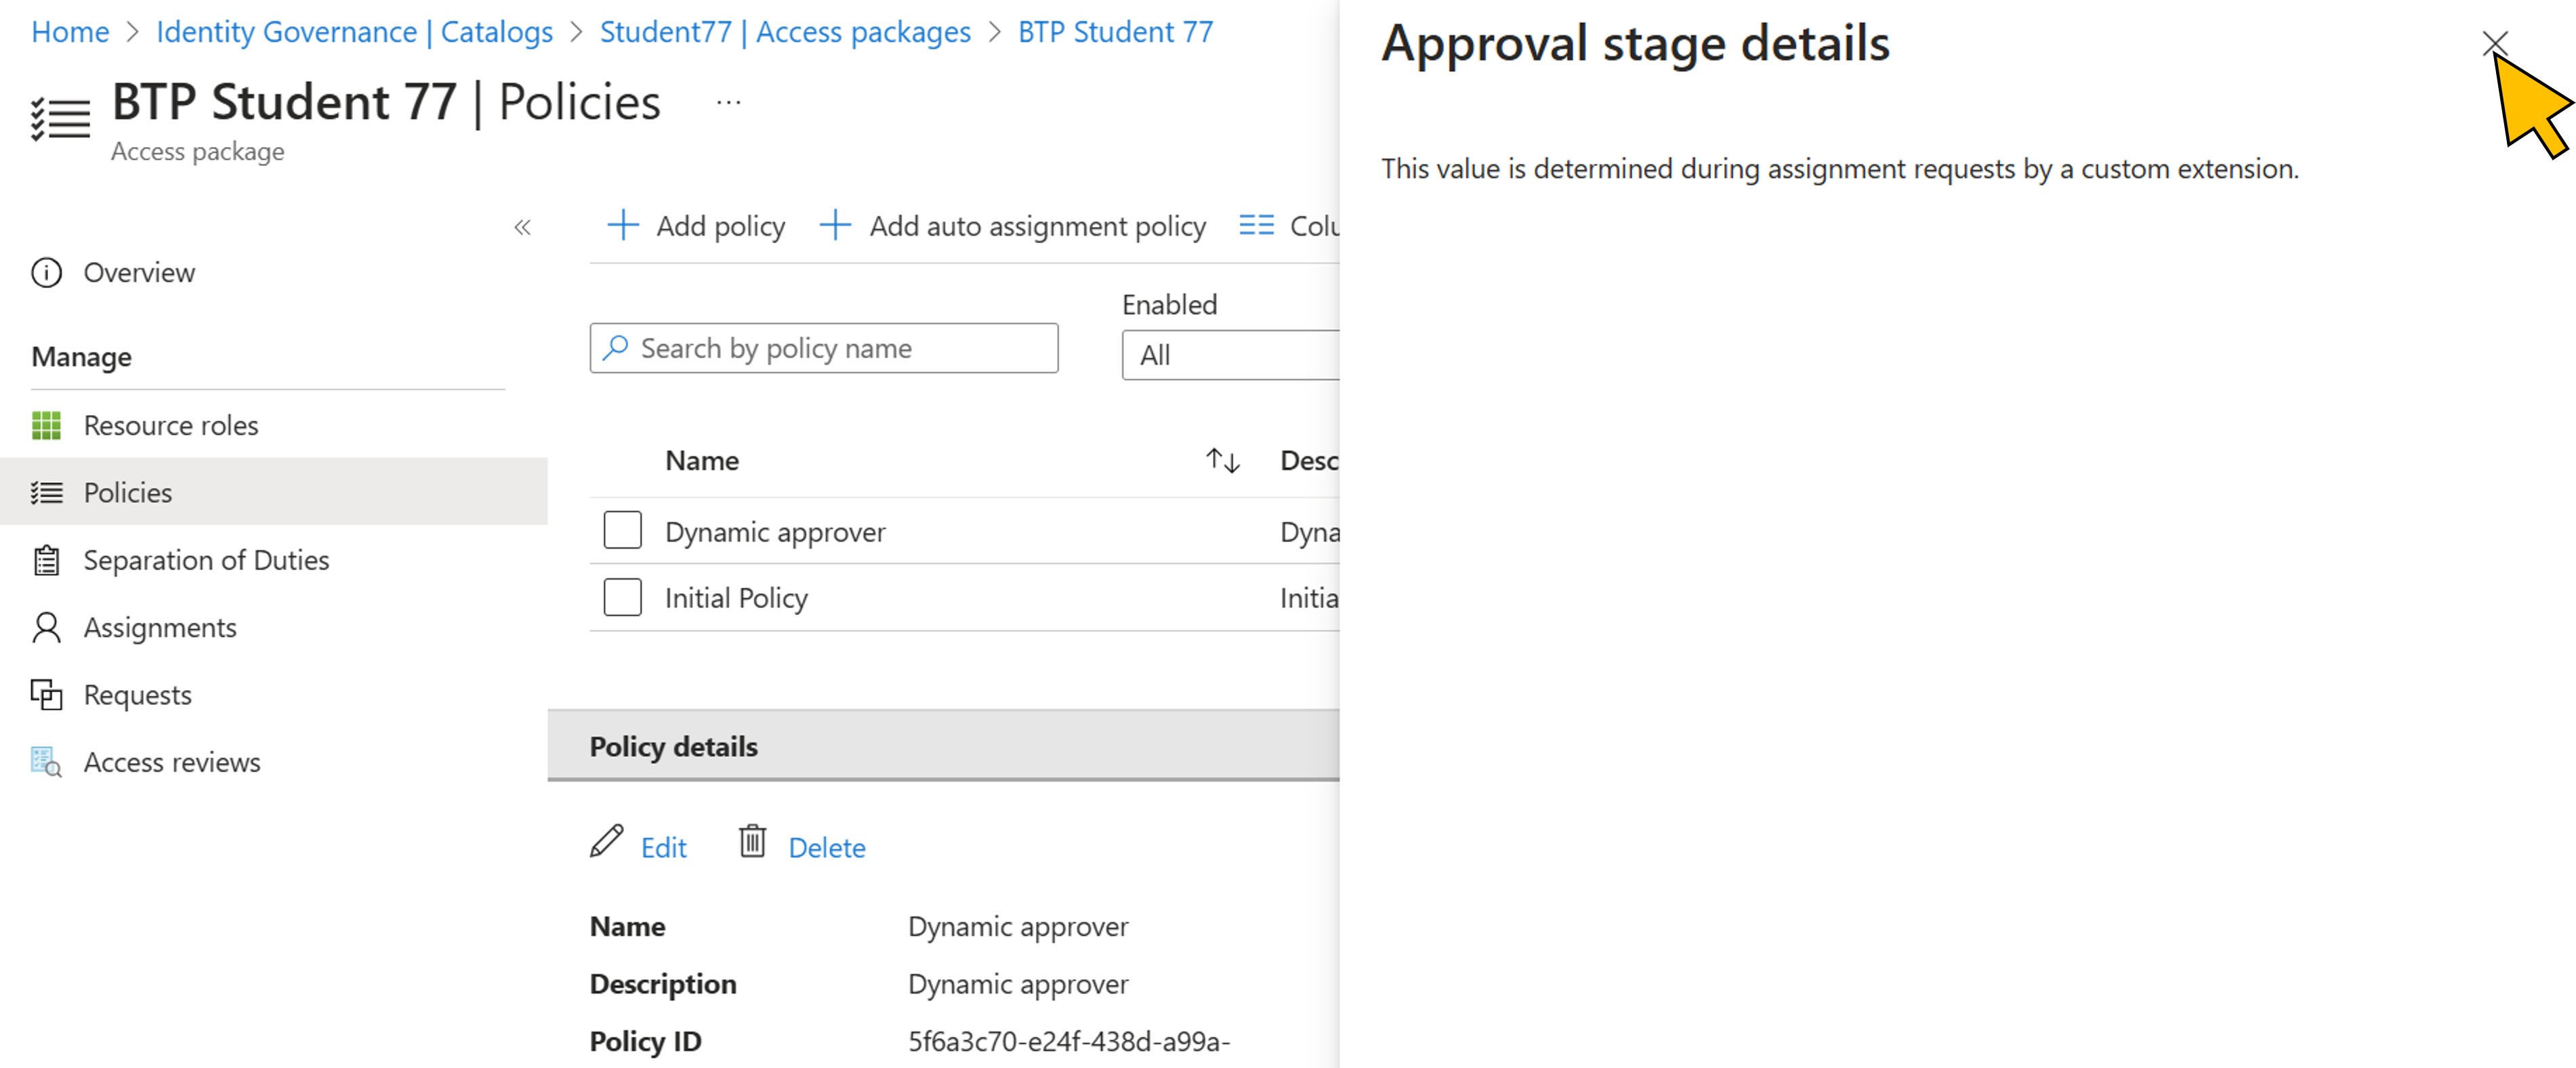 Home > Identity Governance | Catalogs > Student77 | Access packages > BTP Student 77
BTP Student 77 | Policies ...
Access package
«
Overview
Manage
Resource roles
Policies
Separation of Duties
Assignments
Requests
Access reviews
+ Add policy + Add auto assignment policy Colu
Search by policy name
Enabled
All
Name ↑↓ Desc
Dynamic approver Dyna
Initial Policy Initia
Policy details
Edit Delete
Name Dynamic approver
Description Dynamic approver
Policy ID 5f6a3c70-e24f-438d-a99a-
Approval stage details
This value is determined during assignment requests by a custom extension.